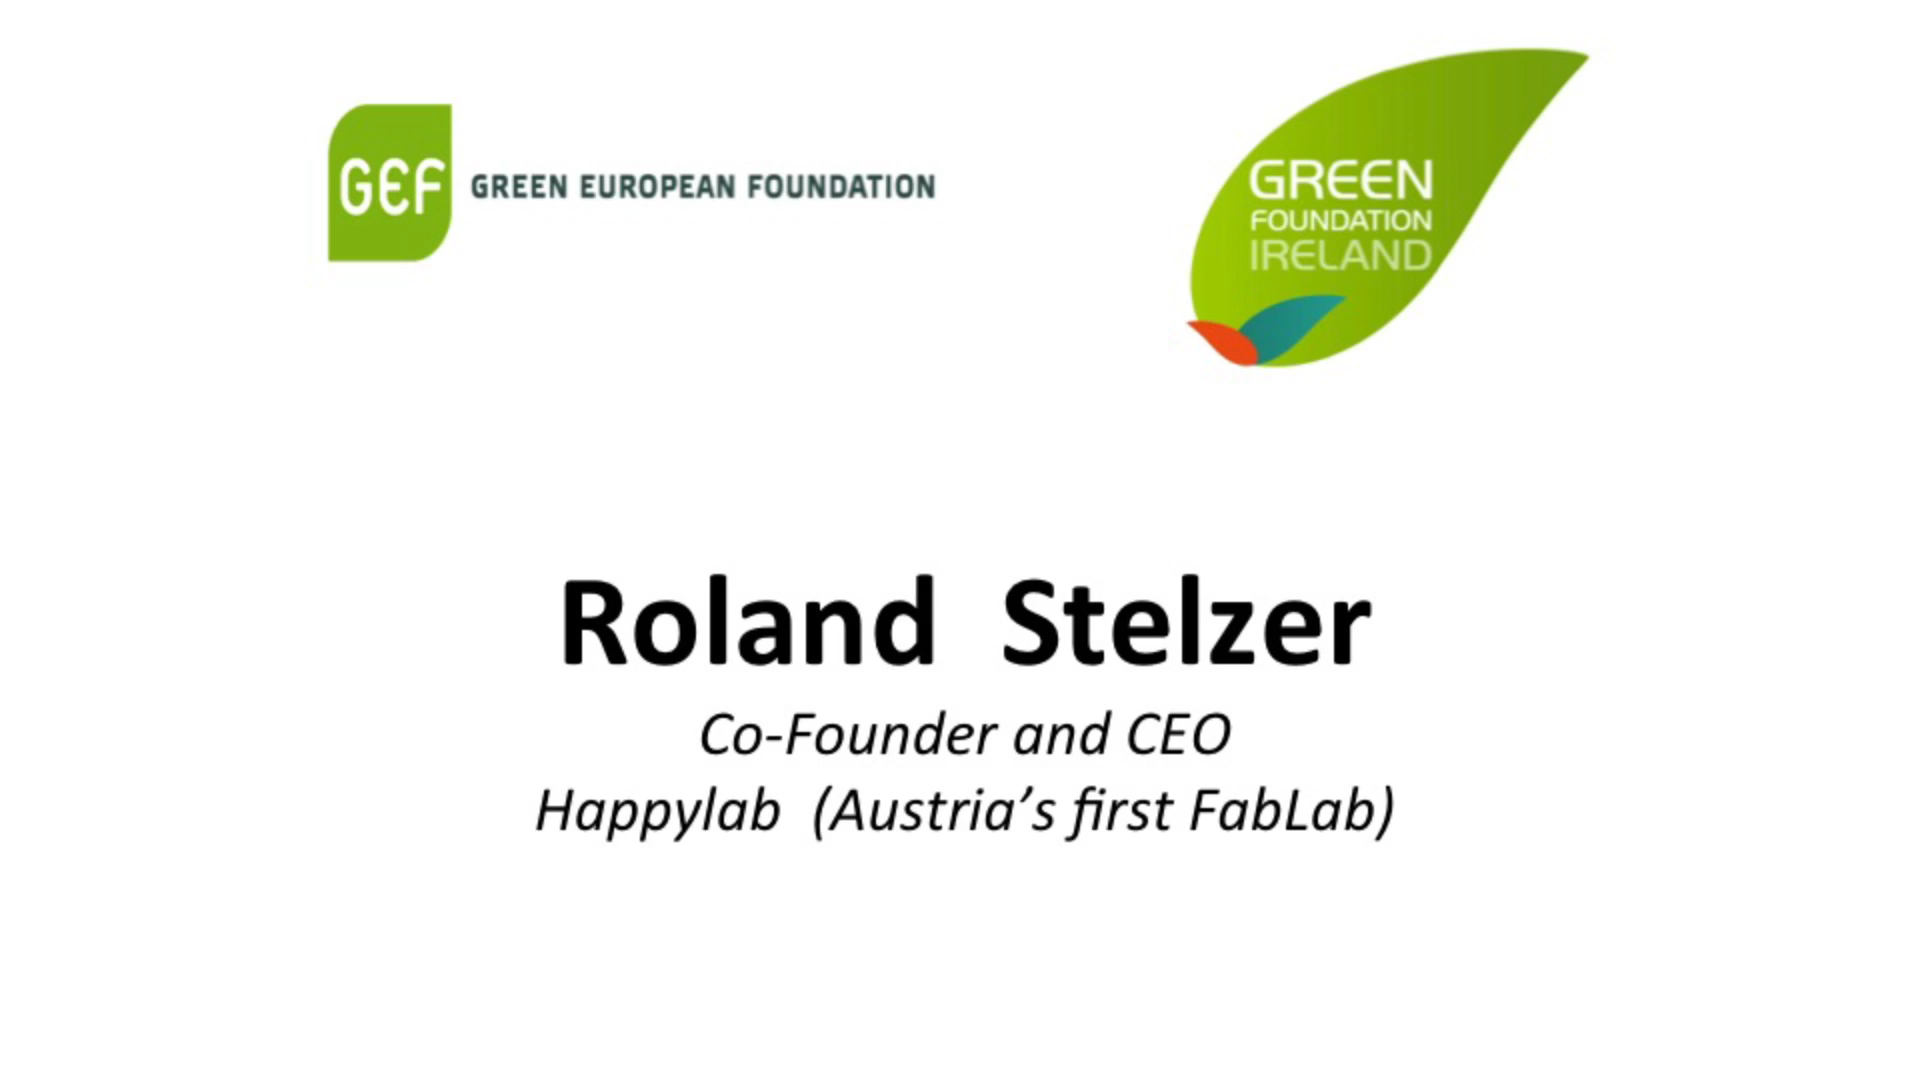 GEF GREEN EUROPEAN FOUNDATION
GREEN
FOUNDATION
IRELAND
Roland Stelzer
Co-Founder and CEO
Happylab (Austria’s first FabLab)